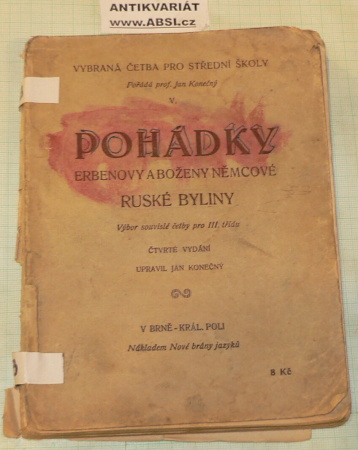 ANTIKVARIÁT
www.ABSI.cz
VYBRANÁ ČETBA PRO STŘEDNÍ ŠKOLY
Pořádá prof. Jan Konečný
V.
POHÁDKY
ERBENOVY A BOŽENY NĚMCOVÉ
RUSKÉ BYLINY
Výbor souvislé četby pro III. třídu
ČTVRTÉ VYDÁNÍ
UPRAVIL JAN KONEČNÝ
V BRNĚ - KRÁL. POLI
Nákladem Nové brány jazyků
8 Kč